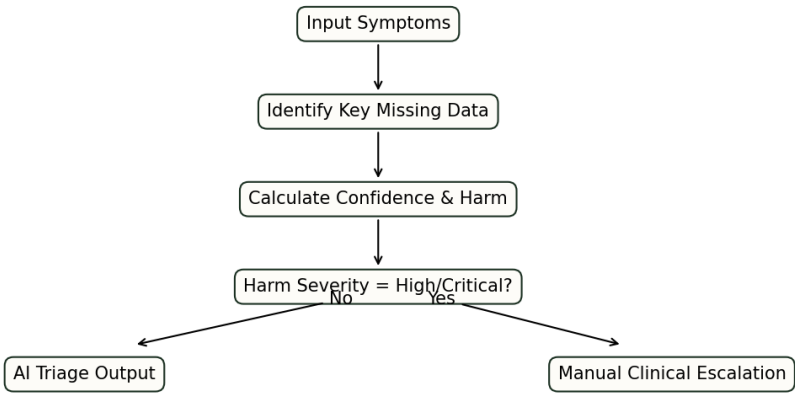 Input Symptoms
Identify Key Missing Data
Calculate Confidence & Harm
Harm Severity = High/Critical?
No
Yes
AI Triage Output
Manual Clinical Escalation